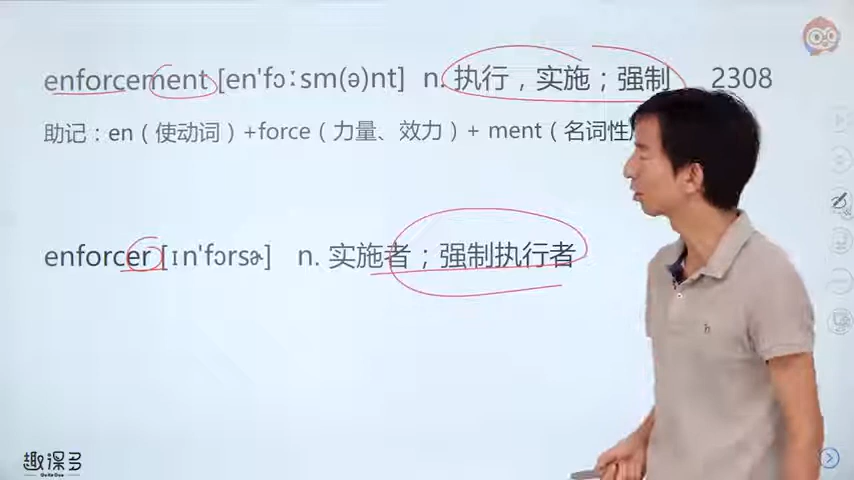 enforcement [en'fɔːsm(ə)nt] n. 执行，实施；强制 2308
助记：en（使动词）+force（力量、效力）+ ment（名词性
enforcer [ɪn'fɔrsɚ] n. 实施者；强制执行者
趣课多
QuKeDuo